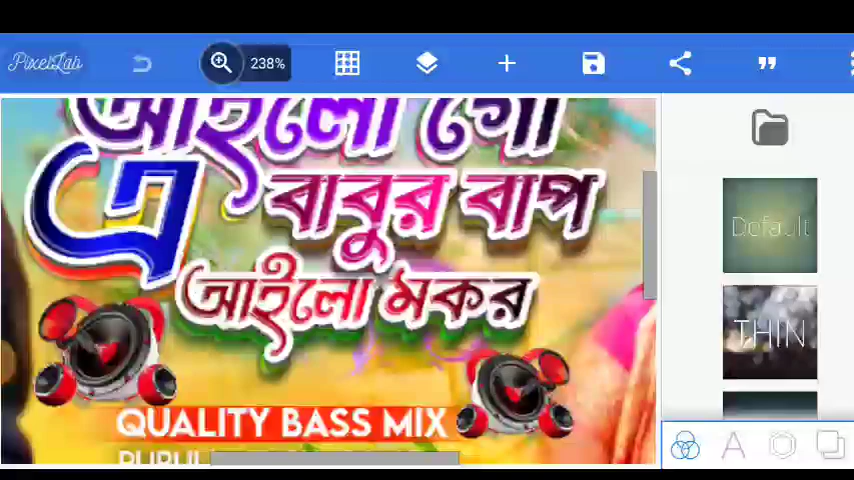 PixelLab
238%
আইলো গো
এ বাবুর বাপ
আইলো মকর
QUALITY BASS MIX
Default
THIN